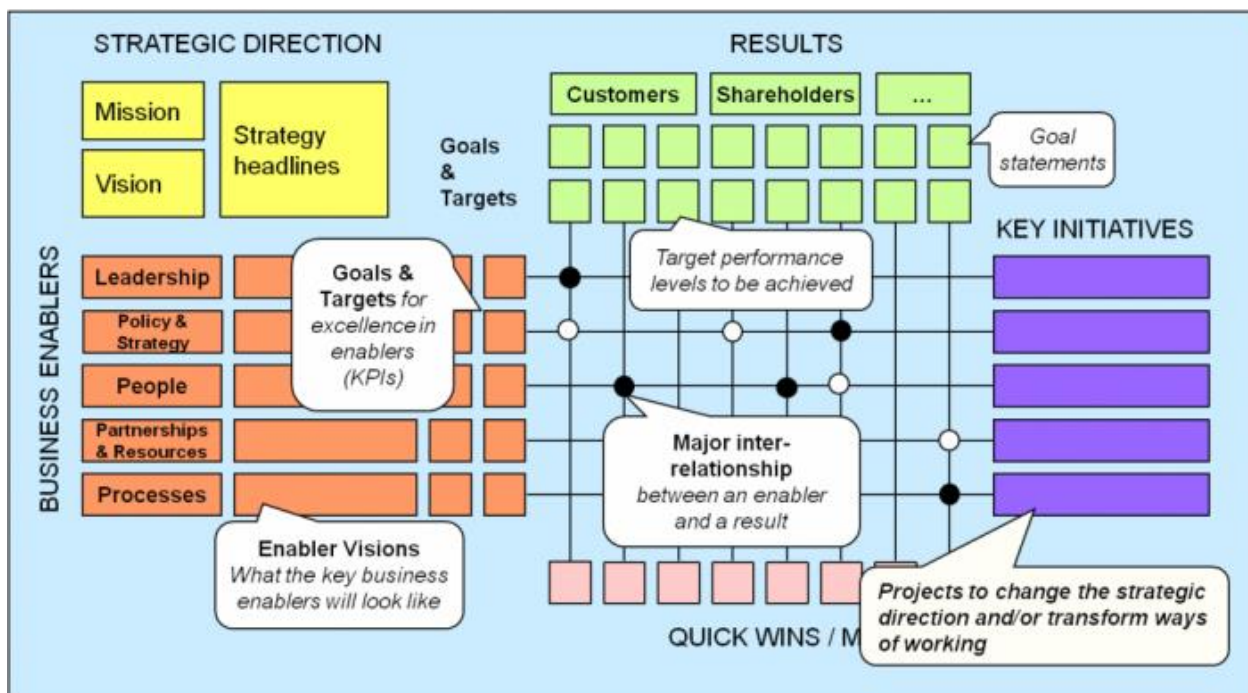 STRATEGIC DIRECTION
RESULTS
Mission
Vision
Strategy
headlines
Customers
Shareholders
...
Goals
&
Targets
Goal
statements
KEY INITIATIVES
BUSINESS ENABLERS
Leadership
Policy &
Strategy
People
Partnerships
& Resources
Processes
Goals &
Targets for
excellence in
enablers
(KPIs)
Target performance
levels to be achieved
Major inter-
relationship
between an enabler
and a result
Enabler Visions
What the key business
enablers will look like
Projects to change the strategic
direction and/or transform ways
of working
QUICK WINS /